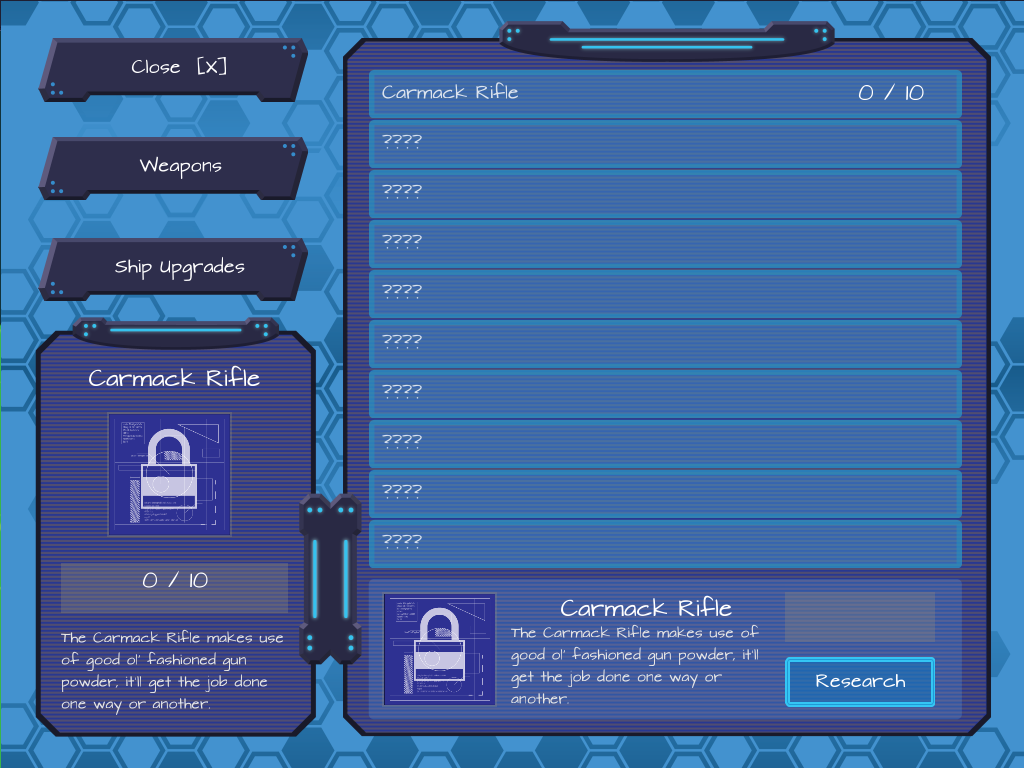 Close [X]
Weapons
Ship Upgrades
Carmack Rifle
0 / 10
The Carmack Rifle makes use
of good ol' fashioned gun
powder, it'll get the job done
one way or another.
Carmack Rifle 0 / 10
????
????
????
????
????
????
????
????
????
Carmack Rifle
The Carmack Rifle makes use of
good ol' fashioned gun powder, it'll
get the job done one way or
another.
Research